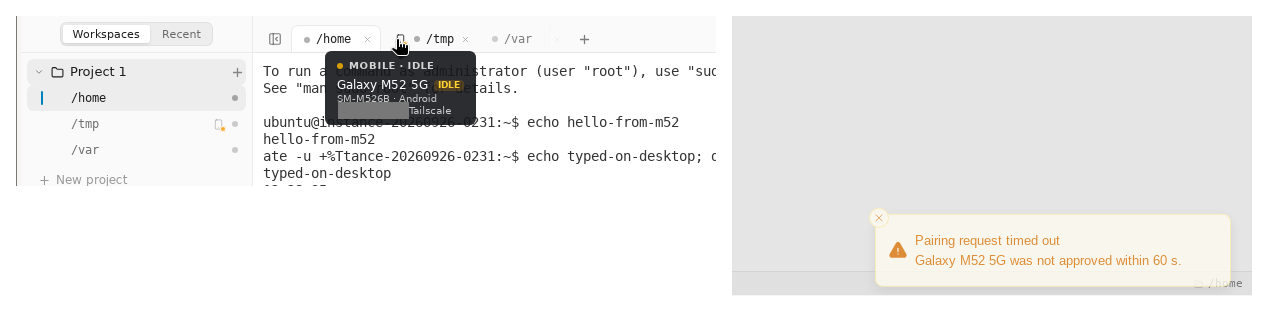 Workspaces Recent
/home × /tmp × /var +
Project 1 +
/home
/tmp
/var
+ New project
MOBILE · IDLE
Galaxy M52 5G IDLE
SM-M526B · Android
Tailscale
To run a command as administrator (user "root"), use "suc
See "man details.
ubuntu@instance-20260926-0231:~$ echo hello-from-m52
hello-from-m52
ate -u +%Ttance-20260926-0231:~$ echo typed-on-desktop;
typed-on-desktop
Pairing request timed out
Galaxy M52 5G was not approved within 60 s.
/home